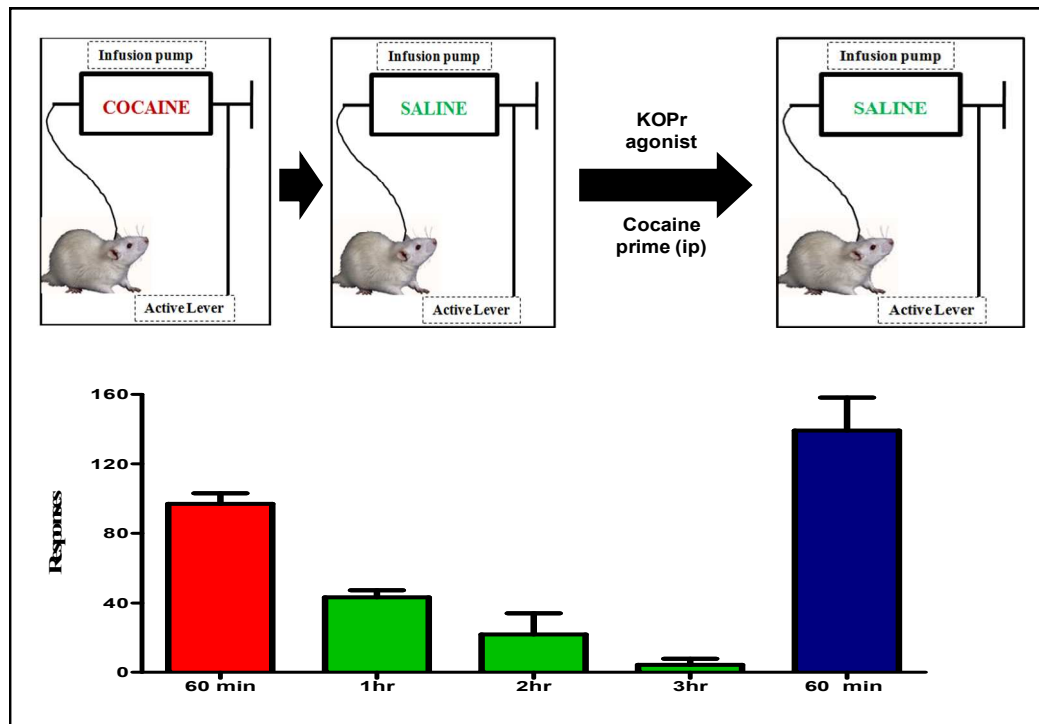 Infusion pump
COCAINE
Active Lever
Infusion pump
SALINE
Active Lever
KOPr
agonist
Cocaine
prime (ip)
Infusion pump
SALINE
Active Lever
Responses
160
120
80
40
0
60 min
1hr
2hr
3hr
60 min